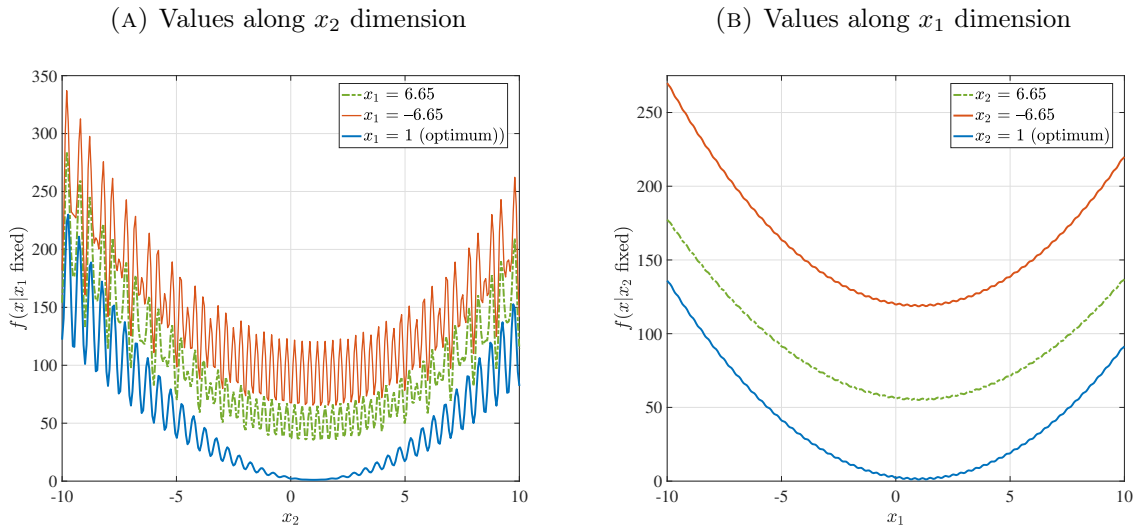 (A) Values along x₂ dimension
350
300
250
200
150
100
50
0
-10
-5
0
5
10
f(x|x₁ fixed)
x₂
x₁ = 6.65
x₁ = –6.65
x₁ = 1 (optimum))
(B) Values along x₁ dimension
250
200
150
100
50
0
-10
-5
0
5
10
f(x|x₂ fixed)
x₁
x₂ = 6.65
x₂ = –6.65
x₂ = 1 (optimum)